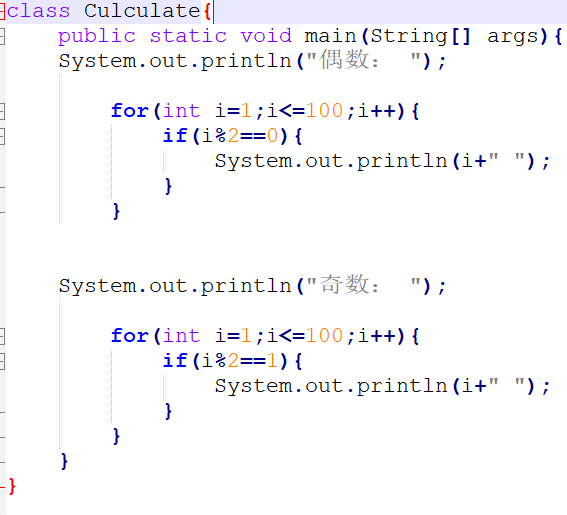 class Culculate{
public static void main(String[] args){
System.out.println("偶数： ");
for(int i=1;i<=100;i++){
if(i%2==0){
System.out.println(i+" ");
}
}
System.out.println("奇数： ");
for(int i=1;i<=100;i++){
if(i%2==1){
System.out.println(i+" ");
}
}
}
}